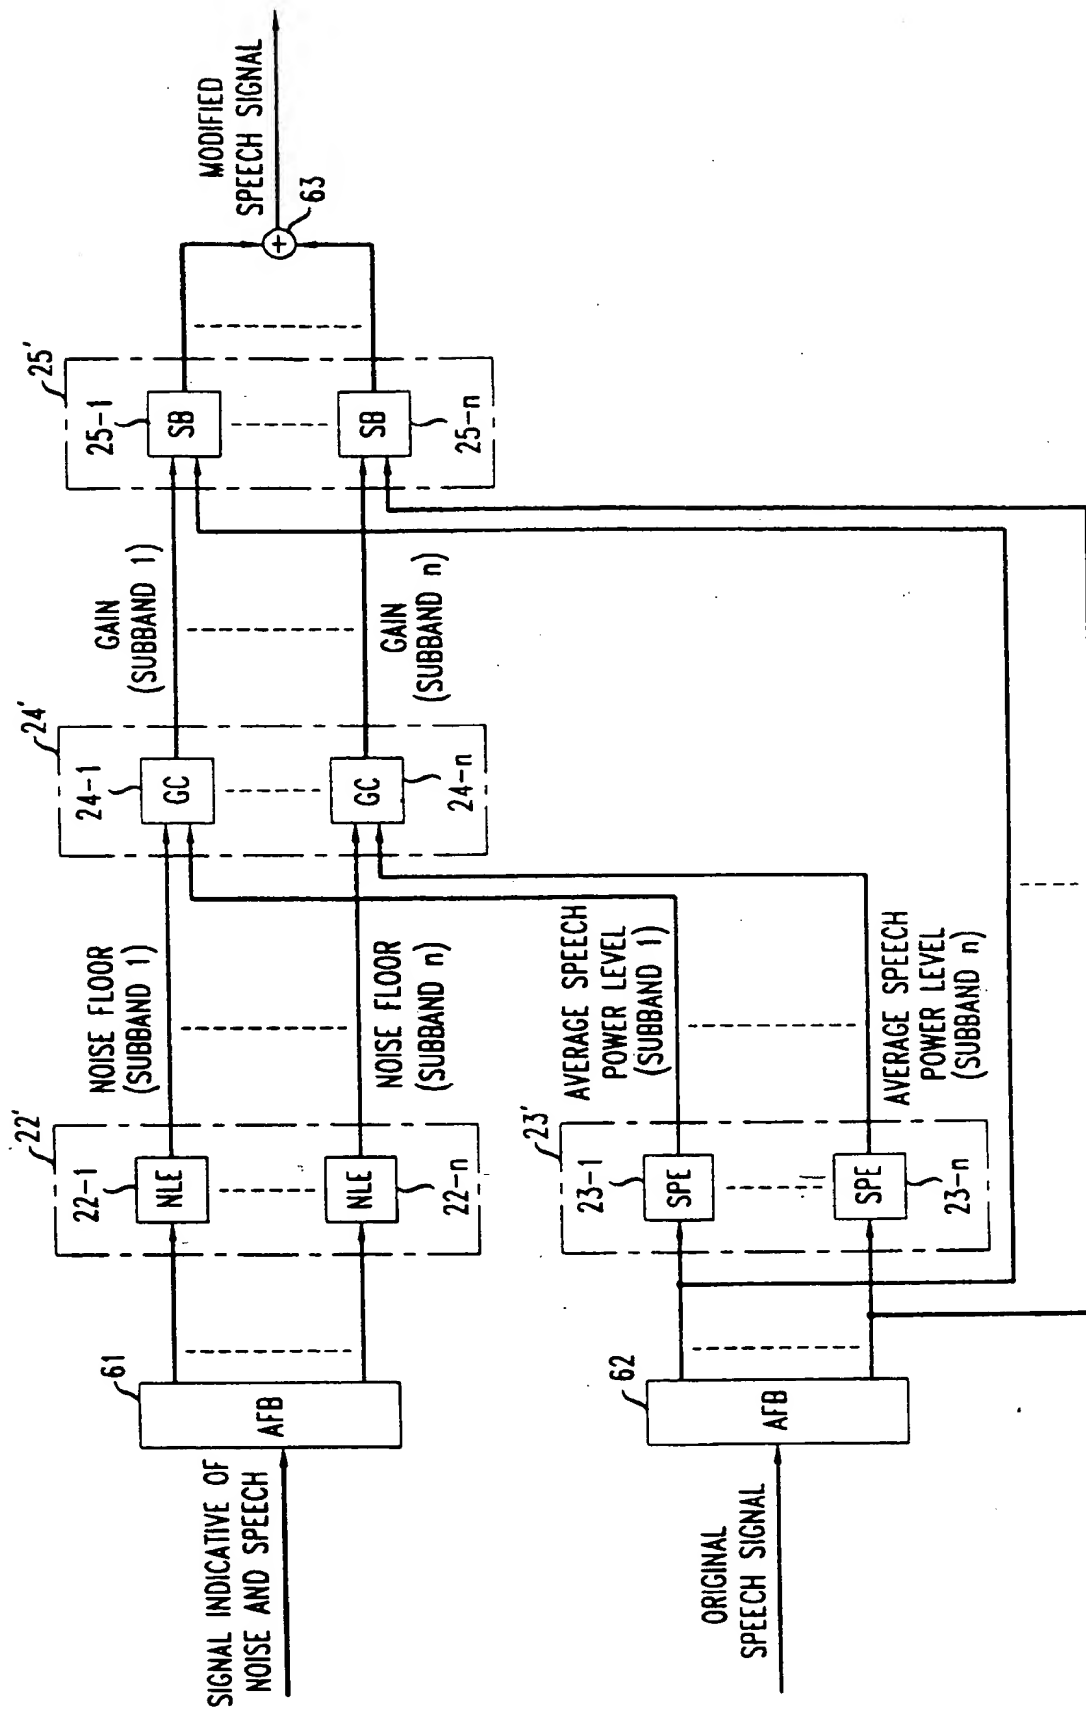 SIGNAL INDICATIVE OF
NOISE AND SPEECH
61
AFB
22'
22-1
NLE
NLE
22-n
NOISE FLOOR
(SUBBAND 1)
NOISE FLOOR
(SUBBAND n)
24'
24-1
GC
GC
24-n
GAIN
(SUBBAND 1)
GAIN
(SUBBAND n)
25'
25-1
SB
SB
25-n
+
63
MODIFIED
SPEECH SIGNAL
ORIGINAL
SPEECH SIGNAL
62
AFB
23'
23-1
SPE
SPE
23-n
AVERAGE SPEECH
POWER LEVEL
(SUBBAND 1)
AVERAGE SPEECH
POWER LEVEL
(SUBBAND n)